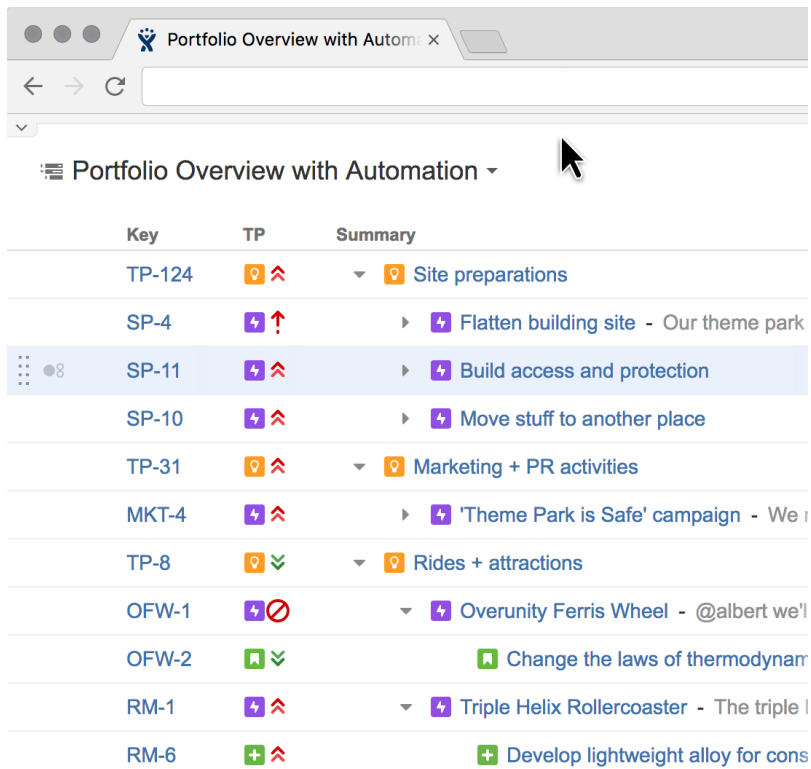 Portfolio Overview with Autom
Portfolio Overview with Automation
Key TP Summary
TP-124 Site preparations
SP-4 Flatten building site - Our theme park
SP-11 Build access and protection
SP-10 Move stuff to another place
TP-31 Marketing + PR activities
MKT-4 'Theme Park is Safe' campaign - We
TP-8 Rides + attractions
OFW-1 Overunity Ferris Wheel - @albert we'll
OFW-2 Change the laws of thermodynam
RM-1 Triple Helix Rollercoaster - The triple
RM-6 Develop lightweight alloy for cons